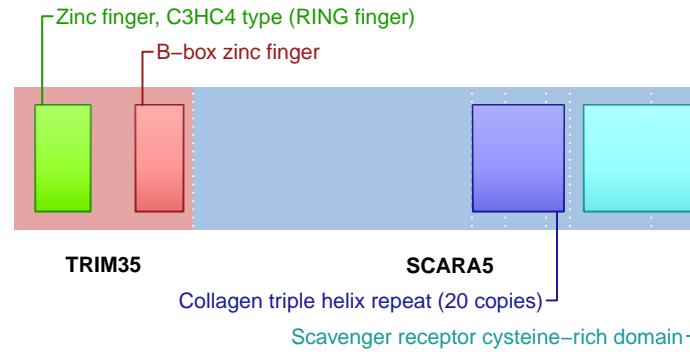 Zinc finger, C3HC4 type (RING finger)
B−box zinc finger
TRIM35
SCARA5
Collagen triple helix repeat (20 copies)
Scavenger receptor cysteine−rich domain